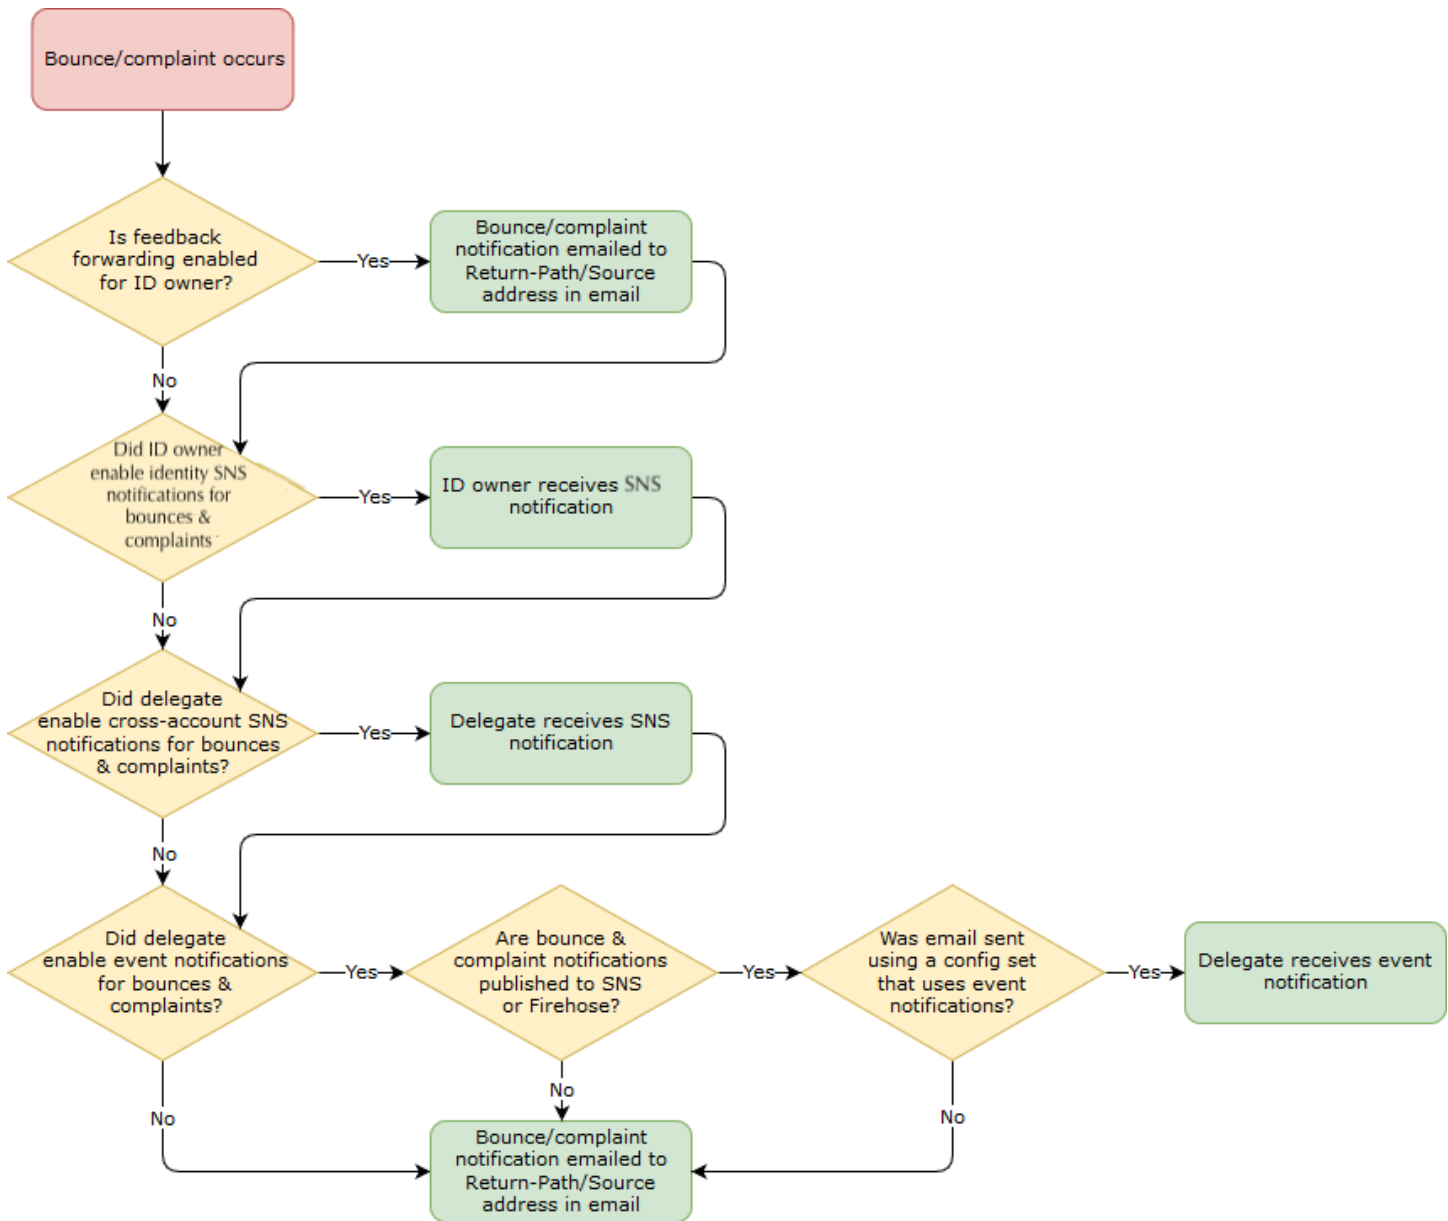 Bounce/complaint occurs
Is feedback
forwarding enabled
for ID owner?
Yes
Bounce/complaint
notification emailed to
Return-Path/Source
address in email
No
Did ID owner
enable identity SNS
notifications for
bounces &
complaints
Yes
ID owner receives SNS
notification
No
Did delegate
enable cross-account SNS
notifications for bounces
& complaints?
Yes
Delegate receives SNS
notification
No
Did delegate
enable event notifications
for bounces &
complaints?
Yes
Are bounce &
complaint notifications
published to SNS
or Firehose?
Yes
Was email sent
using a config set
that uses event
notifications?
Yes
Delegate receives event
notification
No
No
No
Bounce/complaint
notification emailed to
Return-Path/Source
address in email